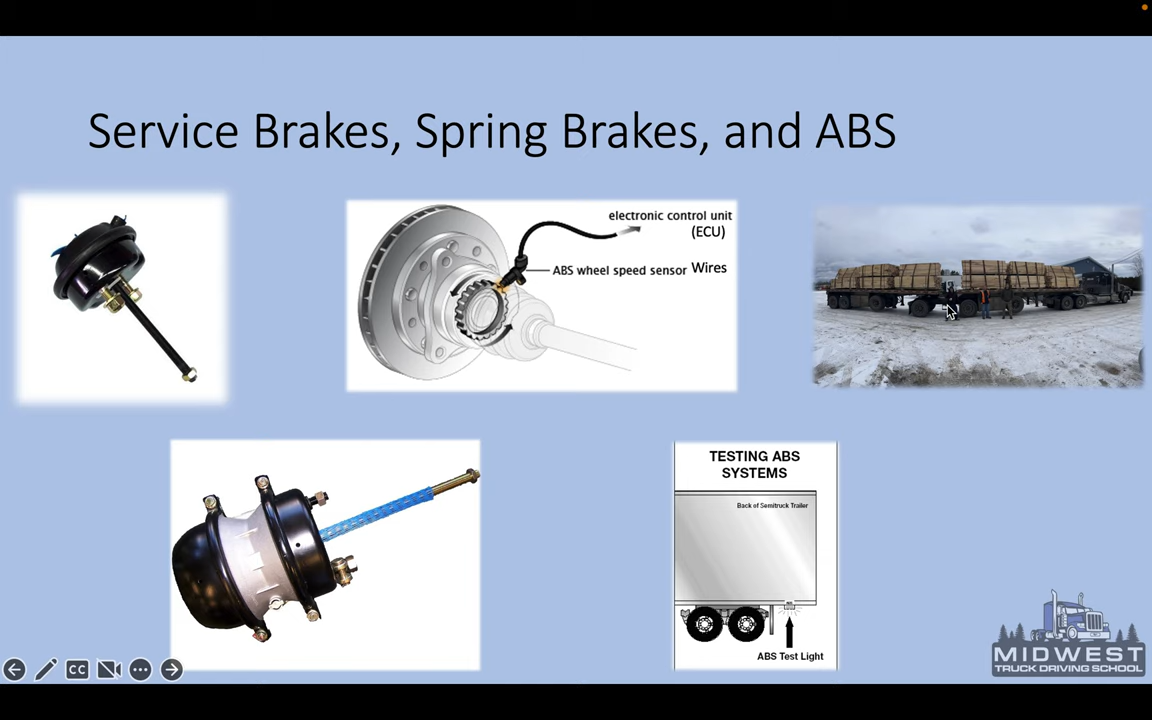 Service Brakes, Spring Brakes, and ABS
electronic control unit
(ECU)
ABS wheel speed sensor Wires
TESTING ABS
SYSTEMS
Back of Semitruck Trailer
ABS Test Light
MIDWEST
TRUCK DRIVING SCHOOL
CC